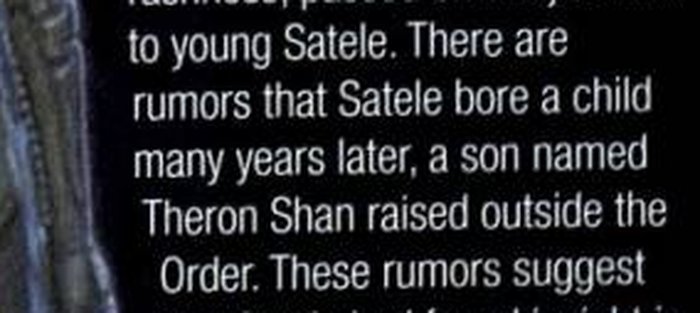 to young Satele. There are
rumors that Satele bore a child
many years later, a son named
Theron Shan raised outside the
Order. These rumors suggest